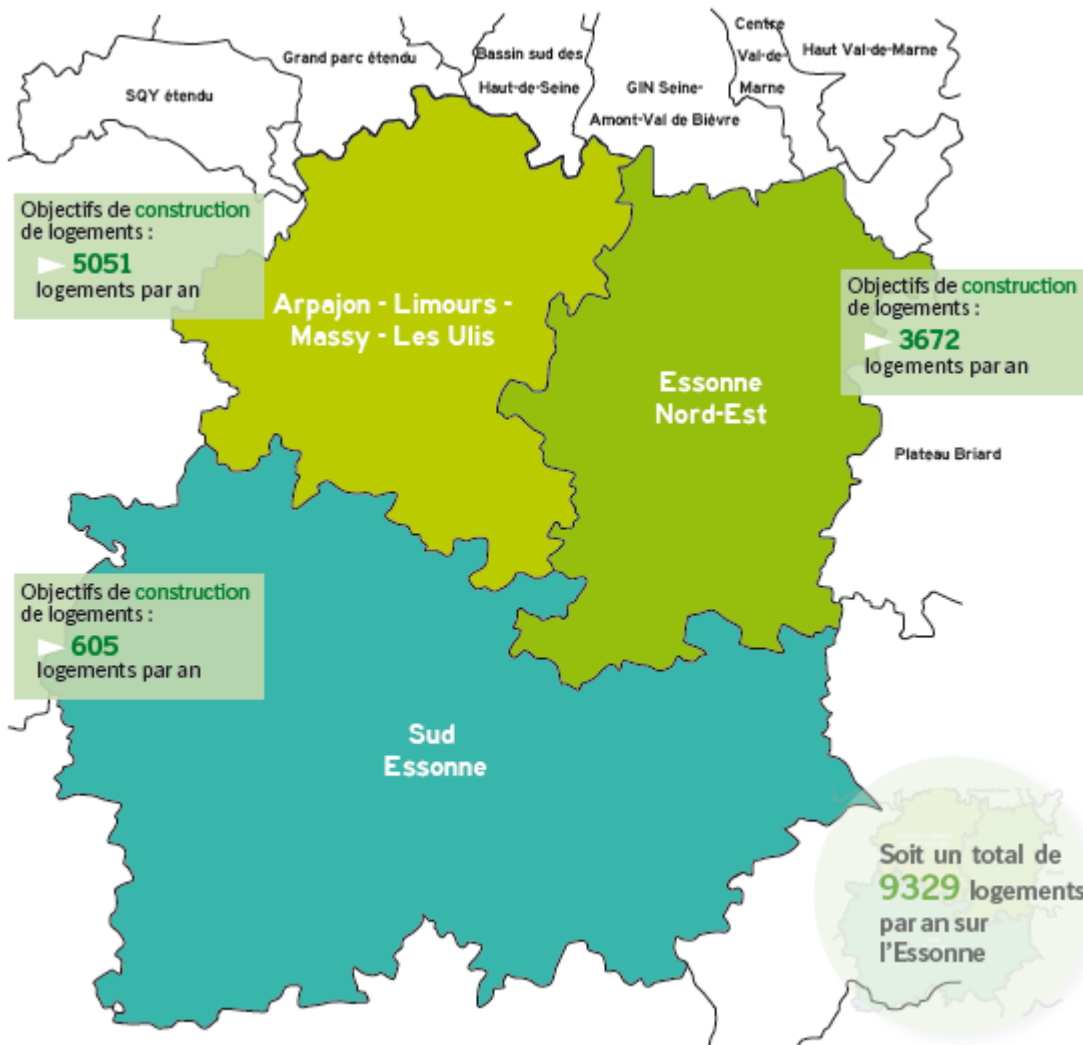 Grand parc étendu
SQY étendu
Bassin sud des
Haut-de-Seine
GIN Seine-
Amont-Val de Bièvre
Centre
Val-de-
Marne
Haut Val-de-Marne
Objectifs de construction
de logements :
5051
logements par an
Arpajon - Limours -
Massy - Les Ulis
Objectifs de construction
de logements :
3672
logements par an
Essonne
Nord-Est
Plateau Briard
Objectifs de construction
de logements :
605
logements par an
Sud
Essonne
Soit un total de
9329 logements
par an sur
l'Essonne